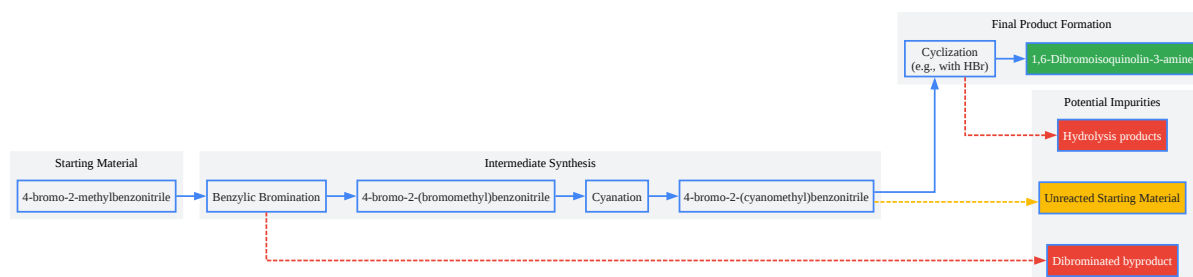 Final Product Formation
Cyclization
(e.g., with HBr)
1,6-Dibromoisoquinolin-3-amine
Potential Impurities
Hydrolysis products
Starting Material
Intermediate Synthesis
4-bromo-2-methylbenzonitrile
Benzylic Bromination
4-bromo-2-(bromomethyl)benzonitrile
Cyanation
4-bromo-2-(cyanomethyl)benzonitrile
Unreacted Starting Material
Dibrominated byproduct